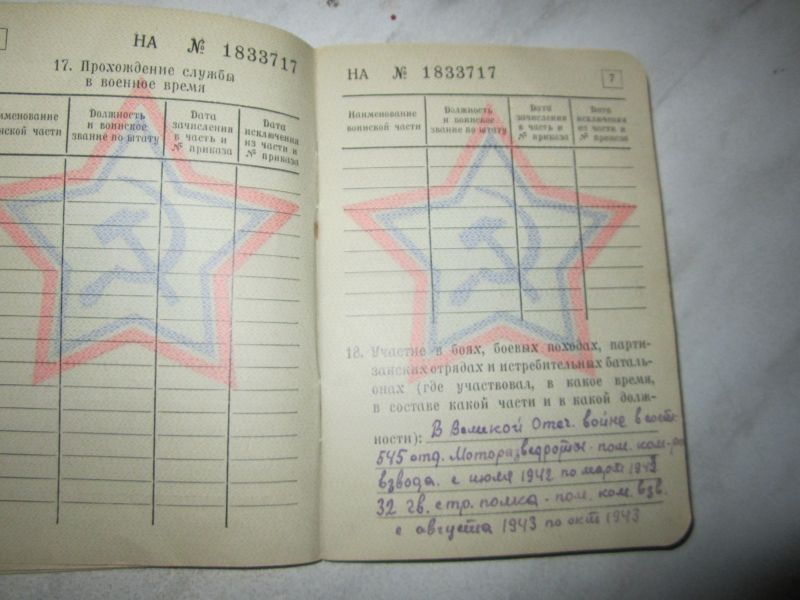 НА № 1833717
17. Прохождение службы
в военное время
именование
нской части
Должность
и воинское
звание по штату
Дата
зачисления
в часть и
№ приказа
Дата
исключения
из части и
№ приказа
НА № 1833717
7
Наименование
воинской части
Должность
и воинское
звание по штату
Дата
зачисления
в часть и
№ приказа
Дата
исключения
из части и
№ приказа
18. Участие в боях, боевых походах, парти-
занских отрядах и истребительных баталь-
онах (где участвовал, в какое время,
в составе какой части и в какой долж-
ности): В Великой Отеч. войне в сост.
545 отд. Моторазведроты - пом. ком-ра
взвода. с июля 1942 по март 1943
32 гв. стр. полка - пом. ком. взв.
с августа 1943 по окт 1943